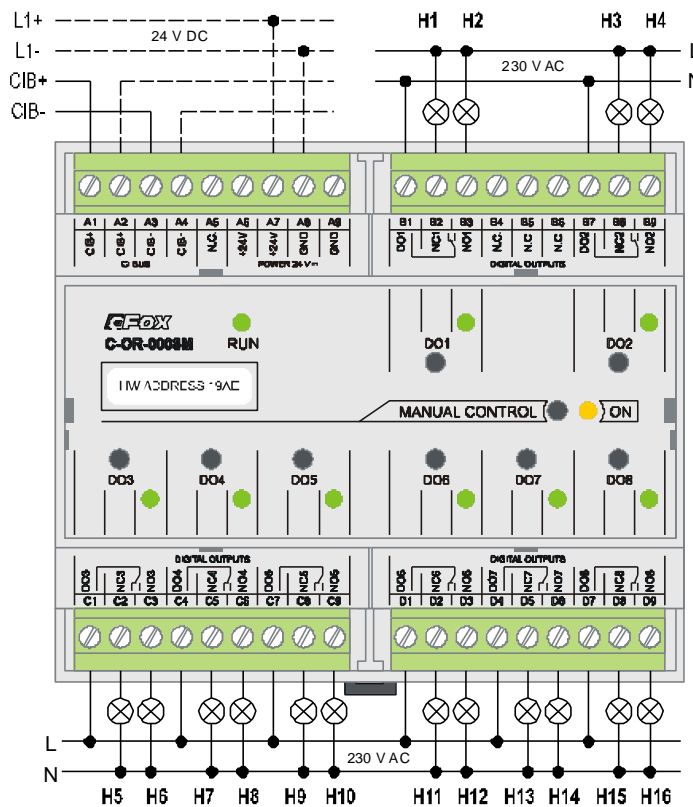 L1+ 24 V DC H1 H2 H3 H4
L1- L
CIB+ 230 V AC N
CIB-
A1 A2 A3 A4 A5 A6 A7 A8 A9 B1 B2 B3 B4 B5 B6 B7 B8 B9
CIB+ CIB+ CIB- CIB- N.C. +24V +24V GND GND DO1 NC1 NO1 N.C. N.C N.C DO2 NC2 NO2
POWER 24 V DIGITAL OUTPUTS
FOX
C-OR-0008M RUN DO1 DO2
HW ADDRESS 19AE
MANUAL CONTROL ON
DO3 DO4 DO5 DO6 DO7 DO8
DIGITAL OUTPUTS DIGITAL OUTPUTS
DO3 NC3 NO3 DO4 NC4 NO4 DO5 NC5 NO5 DO6 NC6 NO6 DO7 NC7 NO7 DO8 NC8 NO8
C1 C2 C3 C4 C5 C6 C7 C8 C9 D1 D2 D3 D4 D5 D6 D7 D8 D9
L 230 V AC
N
H5 H6 H7 H8 H9 H10 H11 H12 H13 H14 H15 H16